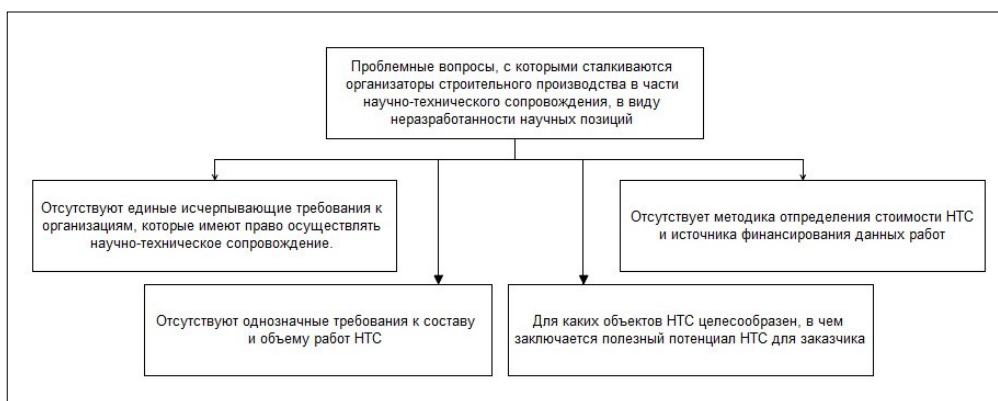 Проблемные вопросы, с которыми сталкиваются
организаторы строительного производства в части
научно-технического сопровождения, в виду
неразработанности научных позиций
Отсутствуют единые исчерпывающие требования к
организациям, которые имеют право осуществлять
научно-техническое сопровождение.
Отсутствует методика отпределения стоимости НТС
и источника финансирования данных работ
Отсутствуют однозначные требования к составу
и объему работ НТС
Для каких объектов НТС целесообразен, в чем
заключается полезный потенциал НТС для заказчика